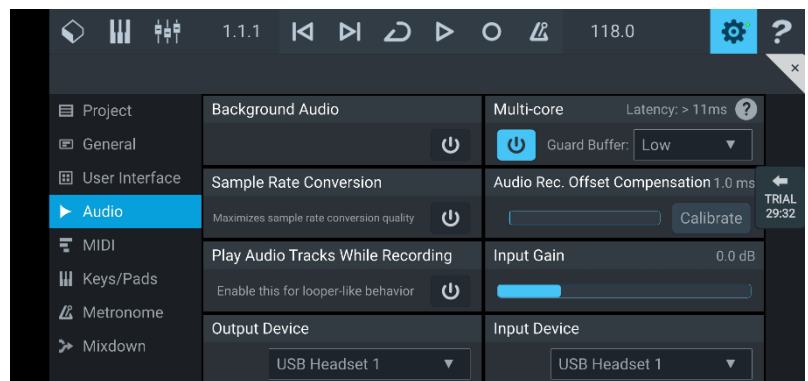 1.1.1
118.0
?
×
Project
General
User Interface
Audio
MIDI
Keys/Pads
Metronome
Mixdown
Background Audio
Sample Rate Conversion
Maximizes sample rate conversion quality
Play Audio Tracks While Recording
Enable this for looper-like behavior
Output Device
USB Headset 1
Multi-core Latency: > 11ms ?
Guard Buffer: Low
Audio Rec. Offset Compensation 1.0 ms
Calibrate
Input Gain 0.0 dB
Input Device
USB Headset 1
TRIAL
29:32